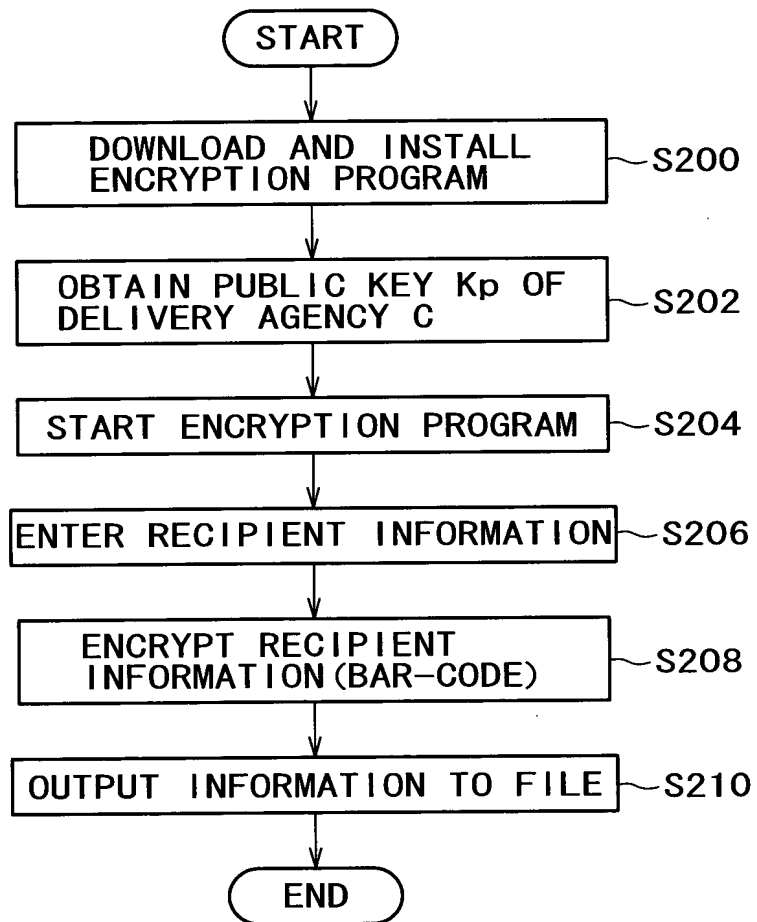 START
DOWNLOAD AND INSTALL
ENCRYPTION PROGRAM
S200
OBTAIN PUBLIC KEY Kp OF
DELIVERY AGENCY C
S202
START ENCRYPTION PROGRAM
S204
ENTER RECIPIENT INFORMATION
S206
ENCRYPT RECIPIENT
INFORMATION(BAR-CODE)
S208
OUTPUT INFORMATION TO FILE
S210
END